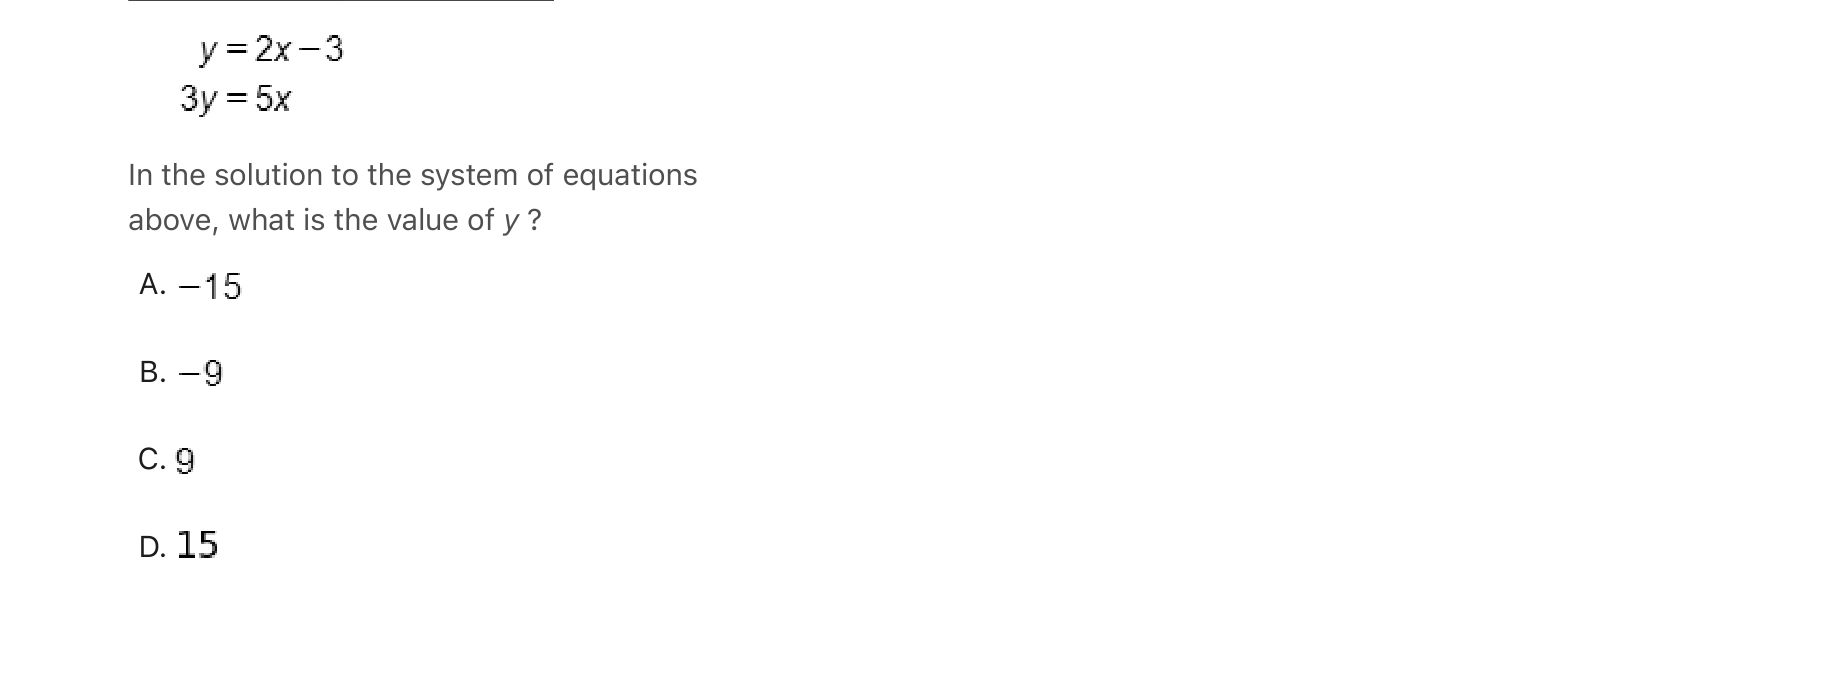 y = 2x – 3
3y = 5x
In the solution to the system of equations
above, what is the value of y ?
A. –15
B. –9
C. 9
D. 15